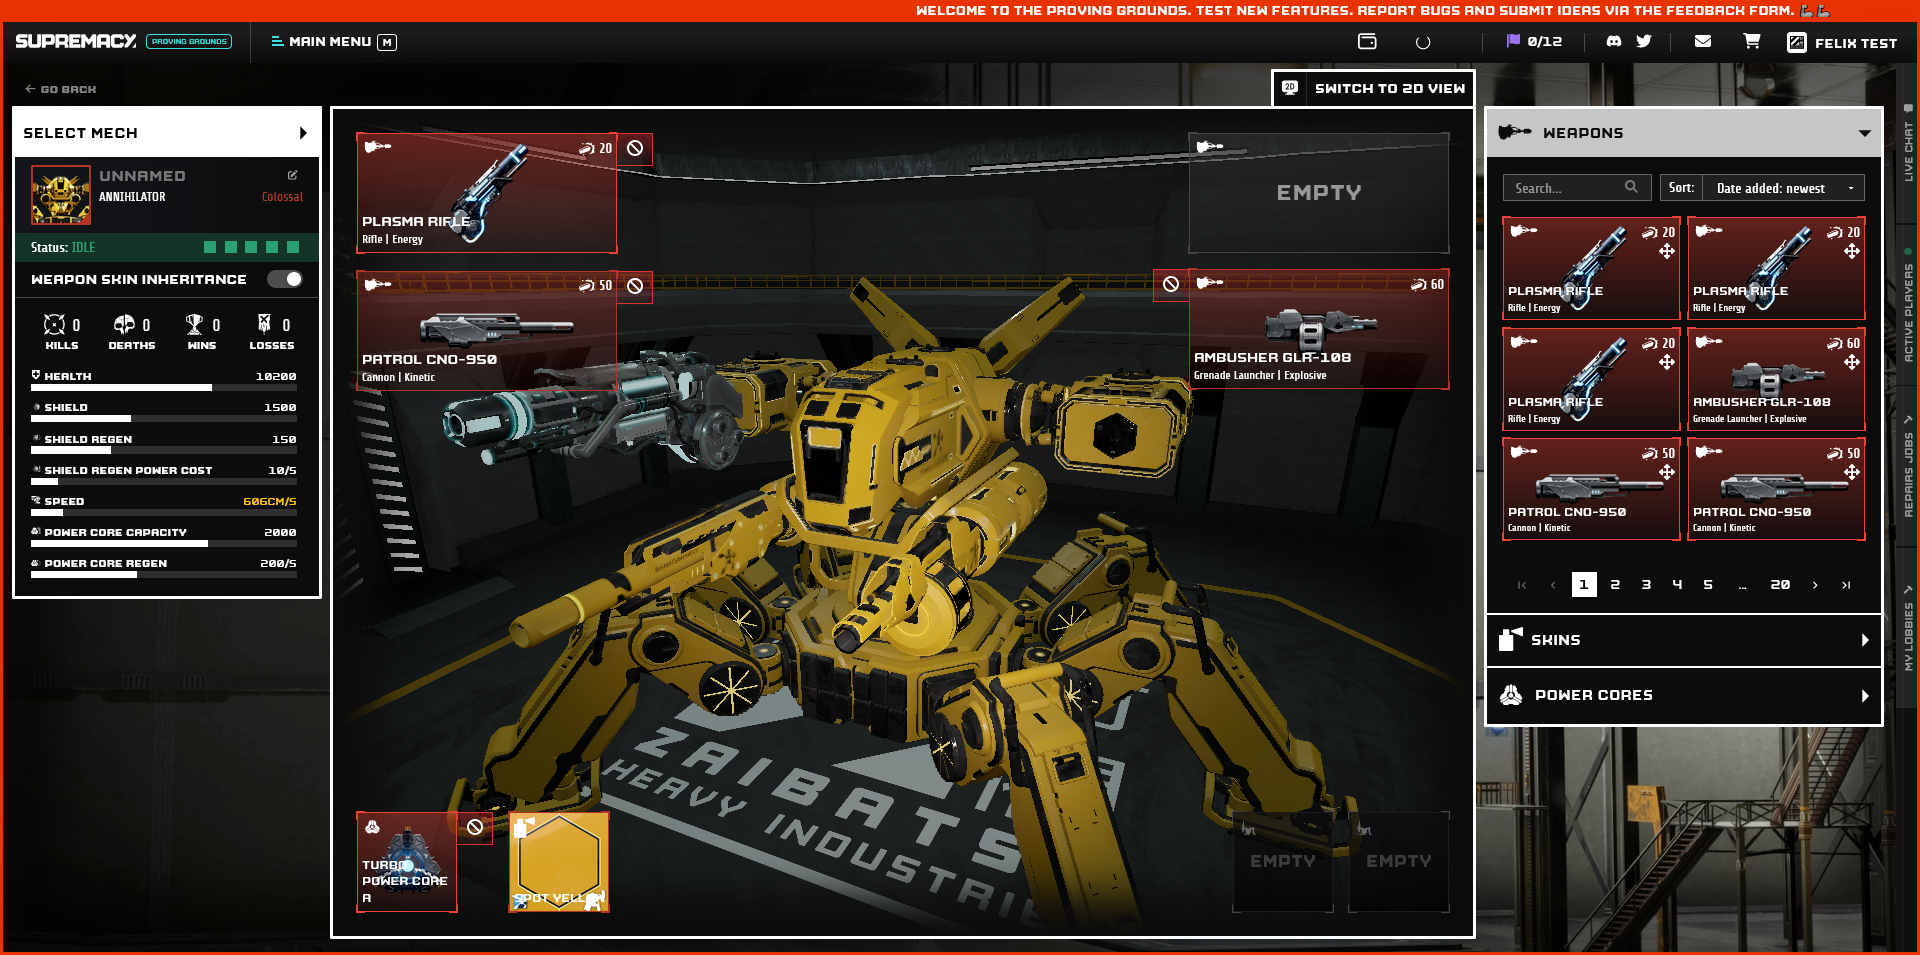 WELCOME TO THE PROVING GROUNDS. TEST NEW FEATURES. REPORT BUGS AND SUBMIT IDEAS VIA THE FEEDBACK FORM.
SUPREMACY
PROVING GROUNDS
MAIN MENU
M
0/12
FELIX TEST
GO BACK
2D
SWITCH TO 2D VIEW
SELECT MECH
UNNAMED
ANNIHILATOR
Colossal
Status: IDLE
WEAPON SKIN INHERITANCE
0
0
0
0
KILLS
DEATHS
WINS
LOSSES
HEALTH
10200
SHIELD
1500
SHIELD REGEN
150
SHIELD REGEN POWER COST
10/S
SPEED
606CM/S
POWER CORE CAPACITY
2000
POWER CORE REGEN
200/S
20
PLASMA RIFLE
Rifle | Energy
EMPTY
50
PATROL CNO-950
Cannon | Kinetic
60
AMBUSHER GLR-108
Grenade Launcher | Explosive
ZAIBATS
HEAVY INDUSTRI
TURBO
POWER CORE
A
SPOT YELLOW
EMPTY
EMPTY
WEAPONS
Search...
Sort:
Date added: newest
20
PLASMA RIFLE
Rifle | Energy
20
PLASMA RIFLE
Rifle | Energy
20
PLASMA RIFLE
Rifle | Energy
60
AMBUSHER GLR-108
Grenade Launcher | Explosive
50
PATROL CNO-950
Cannon | Kinetic
50
PATROL CNO-950
Cannon | Kinetic
1 2 3 4 5 ... 20
SKINS
POWER CORES
LIVE CHAT
ACTIVE PLAYERS
REPAIRS JOBS
MY LOBBIES